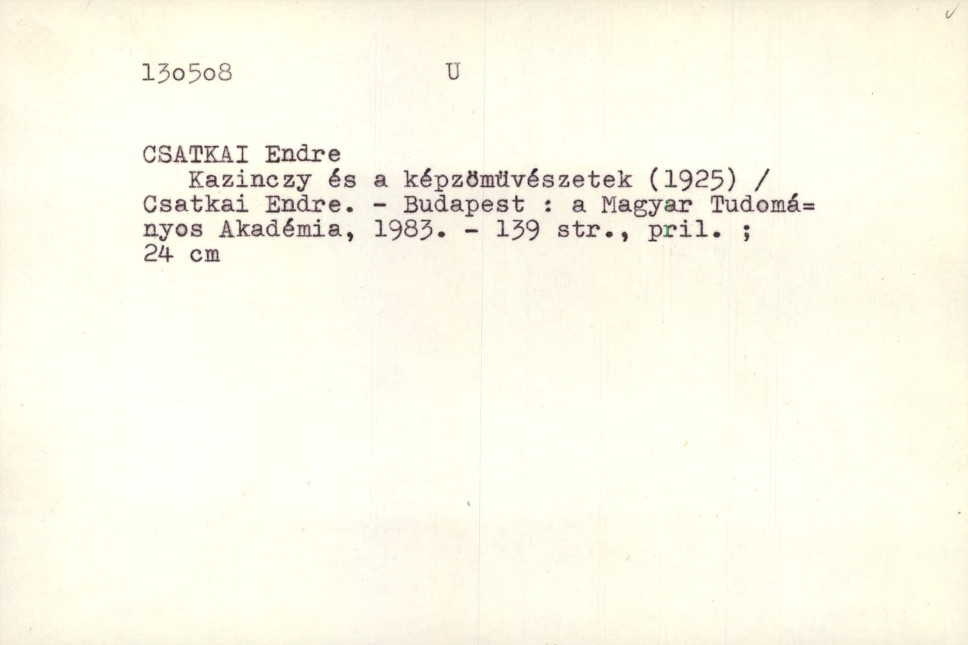 130508 U
CSATKAI Endre
Kazinczy és a képzömüvészetek (1925) /
Csatkai Endre. - Budapest : a Magyar Tudomá=
nyos Akadémia, 1983. - 139 str., pril. ;
24 cm